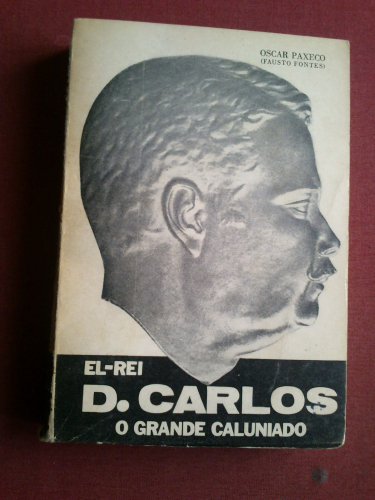 OSCAR PAXECO
(FAUSTO FONTES)
EL-REI
D. CARLOS
O GRANDE CALUNIADO